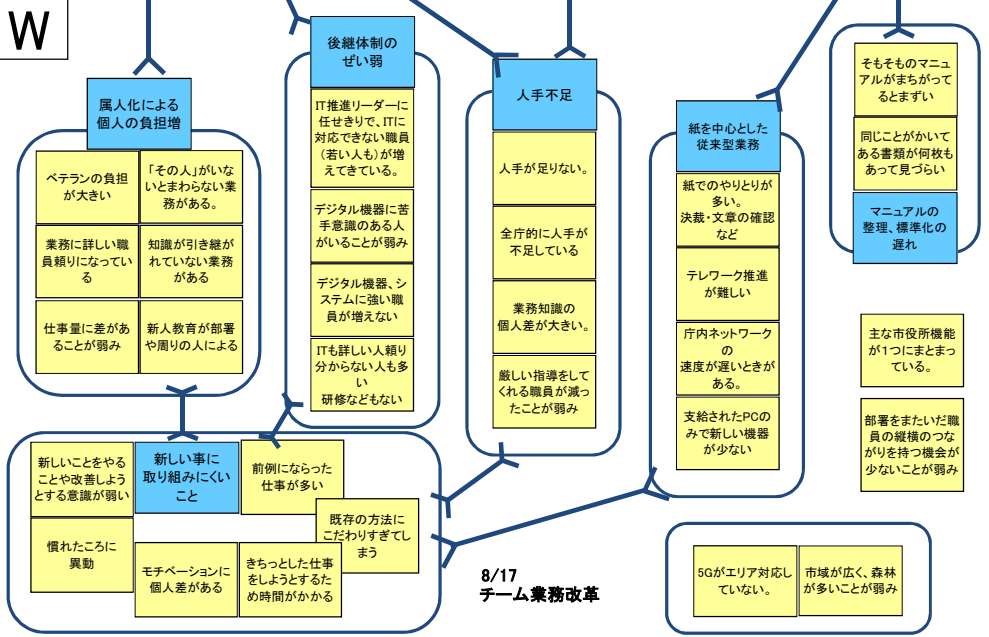 W
属人化による
個人の負担増
ベテランの負担
が大きい
「その人」がいな
いとまわらない業
務がある。
業務に詳しい職
員頼りになってい
る
知識が引き継が
れていない業務
がある
仕事量に差があ
ることが弱み
新人教育が部署
や周りの人による
後継体制の
ぜい弱
IT推進リーダーに
任せきりで、ITに
対応できない職員
（若い人も）が増
えてきている。
デジタル機器に苦
手意識のある人
がいることが弱み
デジタル機器、シ
ステムに強い職
員が増えない
ITも詳しい人頼り
分からない人も多
い
研修などもない
人手不足
人手が足りない。
全庁的に人手が
不足している
業務知識の
個人差が大きい。
厳しい指導をして
くれる職員が減っ
たことが弱み
紙を中心とした
従来型業務
紙でのやりとりが
多い。
決裁・文章の確認
など
テレワーク推進
が難しい
庁内ネットワーク
の
速度が遅いときが
ある。
支給されたPCの
みで新しい機器
が少ない
そもそものマニュ
アルがまちがって
るとまずい
同じことがかいて
ある書類が何枚も
あって見づらい
マニュアルの
整理、標準化の
遅れ
主な市役所機能
が１つにまとまっ
ている。
部署をまたいだ職
員の縦横のつな
がりを持つ機会が
少ないことが弱み
新しいことをやる
ことや改善しよう
とする意識が弱い
新しい事に
取り組みにくい
こと
前例にならった
仕事が多い
既存の方法に
こだわりすぎてし
まう
慣れたころに
異動
モチベーションに
個人差がある
きちっとした仕事
をしようとするた
め時間がかかる
8/17
チーム業務改革
5Gがエリア対応し
ていない。
市域が広く、森林
が多いことが弱み